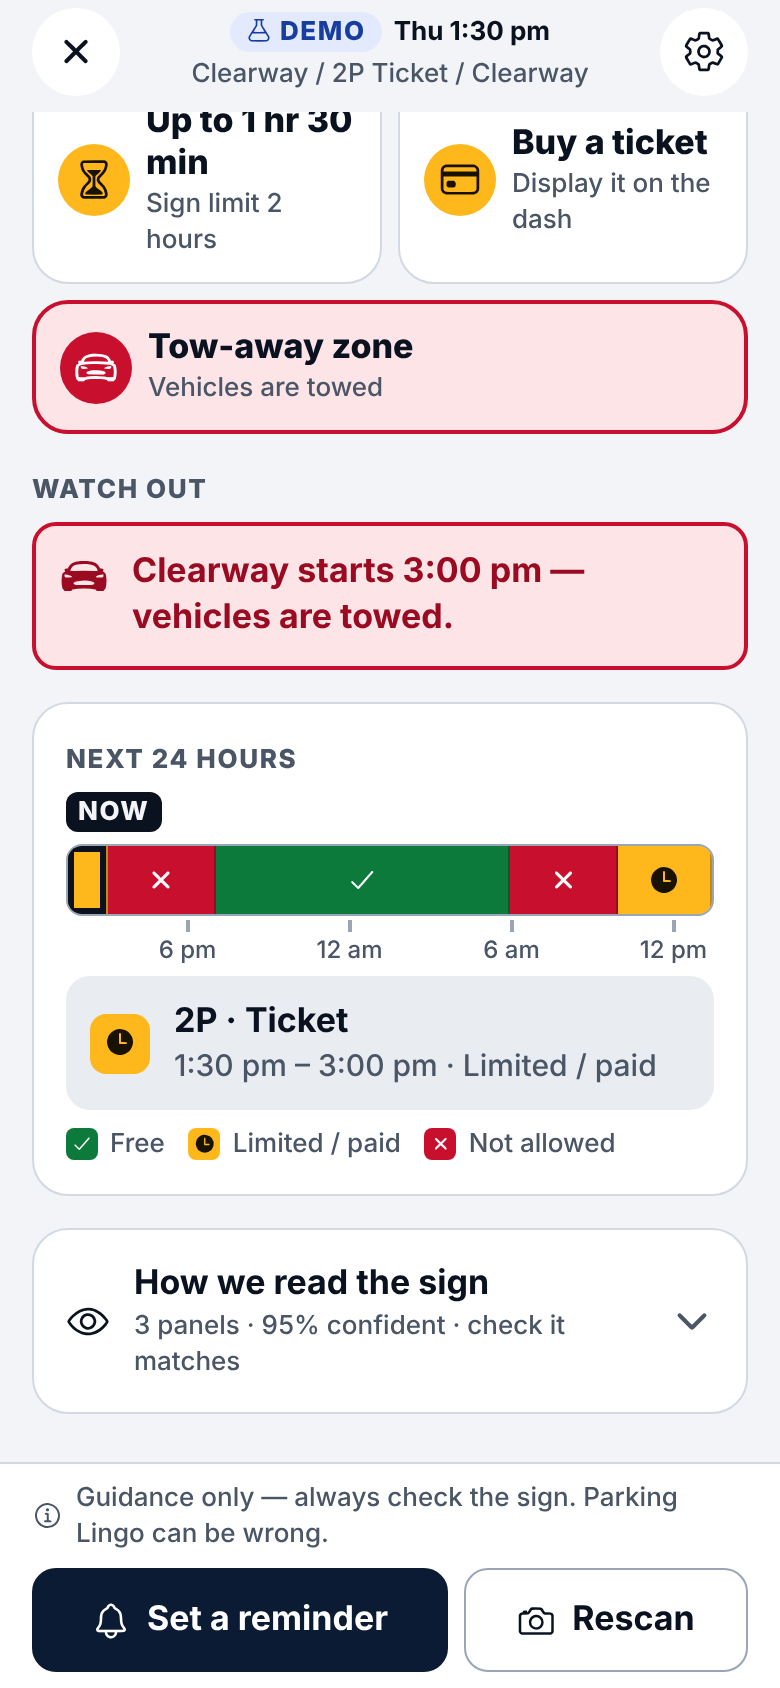 DEMO Thu 1:30 pm
Clearway / 2P Ticket / Clearway
Up to 1 hr 30
min
Sign limit 2
hours
Buy a ticket
Display it on the
dash
Tow-away zone
Vehicles are towed
WATCH OUT
Clearway starts 3:00 pm —
vehicles are towed.
NEXT 24 HOURS
NOW
6 pm 12 am 6 am 12 pm
2P · Ticket
1:30 pm – 3:00 pm · Limited / paid
Free Limited / paid Not allowed
How we read the sign
3 panels · 95% confident · check it
matches
Guidance only — always check the sign. Parking
Lingo can be wrong.
Set a reminder
Rescan